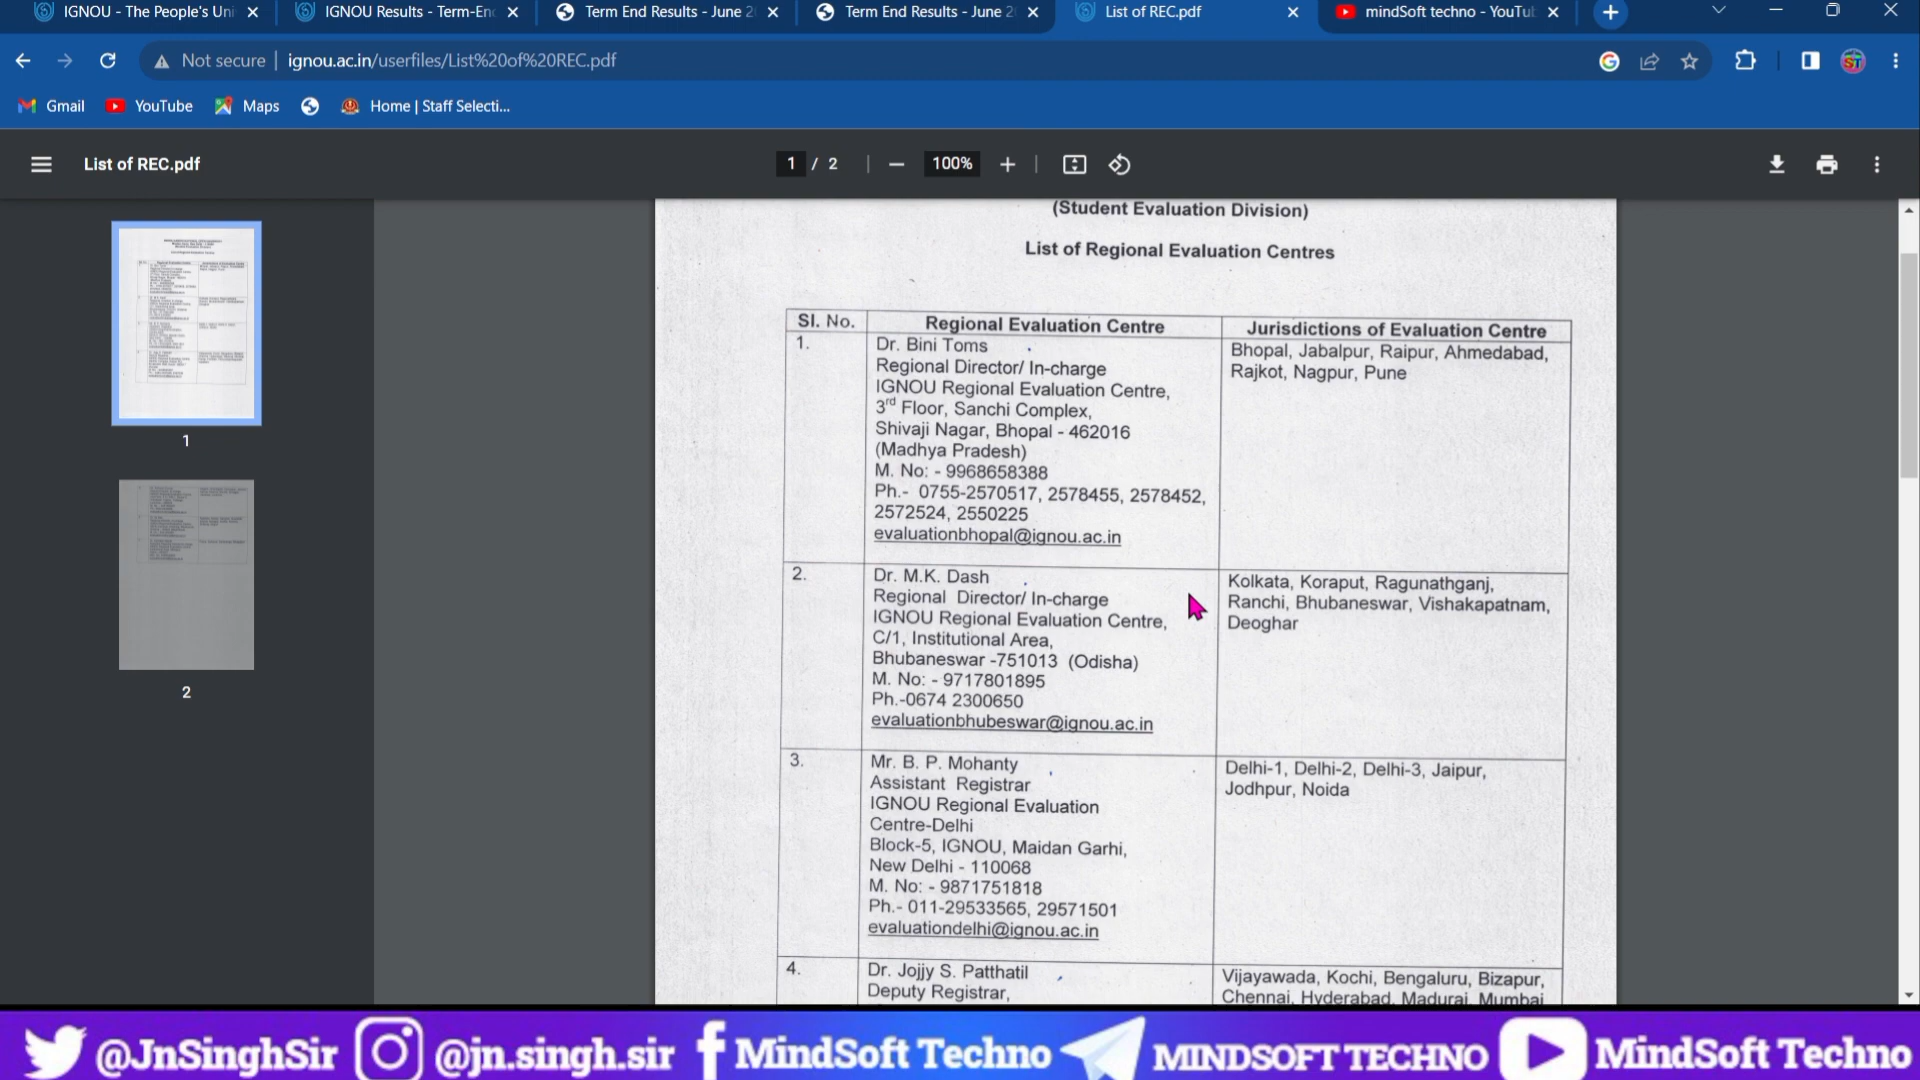 IGNOU - The People's Uni
IGNOU Results - Term-En
Term End Results - June 2
Term End Results - June 2
List of REC.pdf
mindSoft techno - YouTu
Not secure
ignou.ac.in/userfiles/List%20of%20REC.pdf
Gmail
YouTube
Maps
Home | Staff Selecti...
List of REC.pdf
1 / 2
100%
1
2
(Student Evaluation Division)
List of Regional Evaluation Centres
SI. No.
Regional Evaluation Centre
Jurisdictions of Evaluation Centre
1.
Dr. Bini Toms
Regional Director/ In-charge
IGNOU Regional Evaluation Centre,
3rd Floor, Sanchi Complex,
Shivaji Nagar, Bhopal - 462016
(Madhya Pradesh)
M. No: - 9968658388
Ph.- 0755-2570517, 2578455, 2578452,
2572524, 2550225
evaluationbhopal@ignou.ac.in
Bhopal, Jabalpur, Raipur, Ahmedabad,
Rajkot, Nagpur, Pune
2.
Dr. M.K. Dash
Regional Director/ In-charge
IGNOU Regional Evaluation Centre,
C/1, Institutional Area,
Bhubaneswar -751013 (Odisha)
M. No: - 9717801895
Ph.-0674 2300650
evaluationbhubeswar@ignou.ac.in
Kolkata, Koraput, Ragunathganj,
Ranchi, Bhubaneswar, Vishakapatnam,
Deoghar
3.
Mr. B. P. Mohanty
Assistant Registrar
IGNOU Regional Evaluation
Centre-Delhi
Block-5, IGNOU, Maidan Garhi,
New Delhi - 110068
M. No: - 9871751818
Ph.- 011-29533565, 29571501
evaluationdelhi@ignou.ac.in
Delhi-1, Delhi-2, Delhi-3, Jaipur,
Jodhpur, Noida
4.
Dr. Jojjy S. Patthatil
Deputy Registrar,
Vijayawada, Kochi, Bengaluru, Bizapur,
Chennai, Hyderabad, Madurai, Mumbai
@JnSinghSir
@jn.singh.sir
MindSoft Techno
MINDSOFT TECHNO
MindSoft Techno